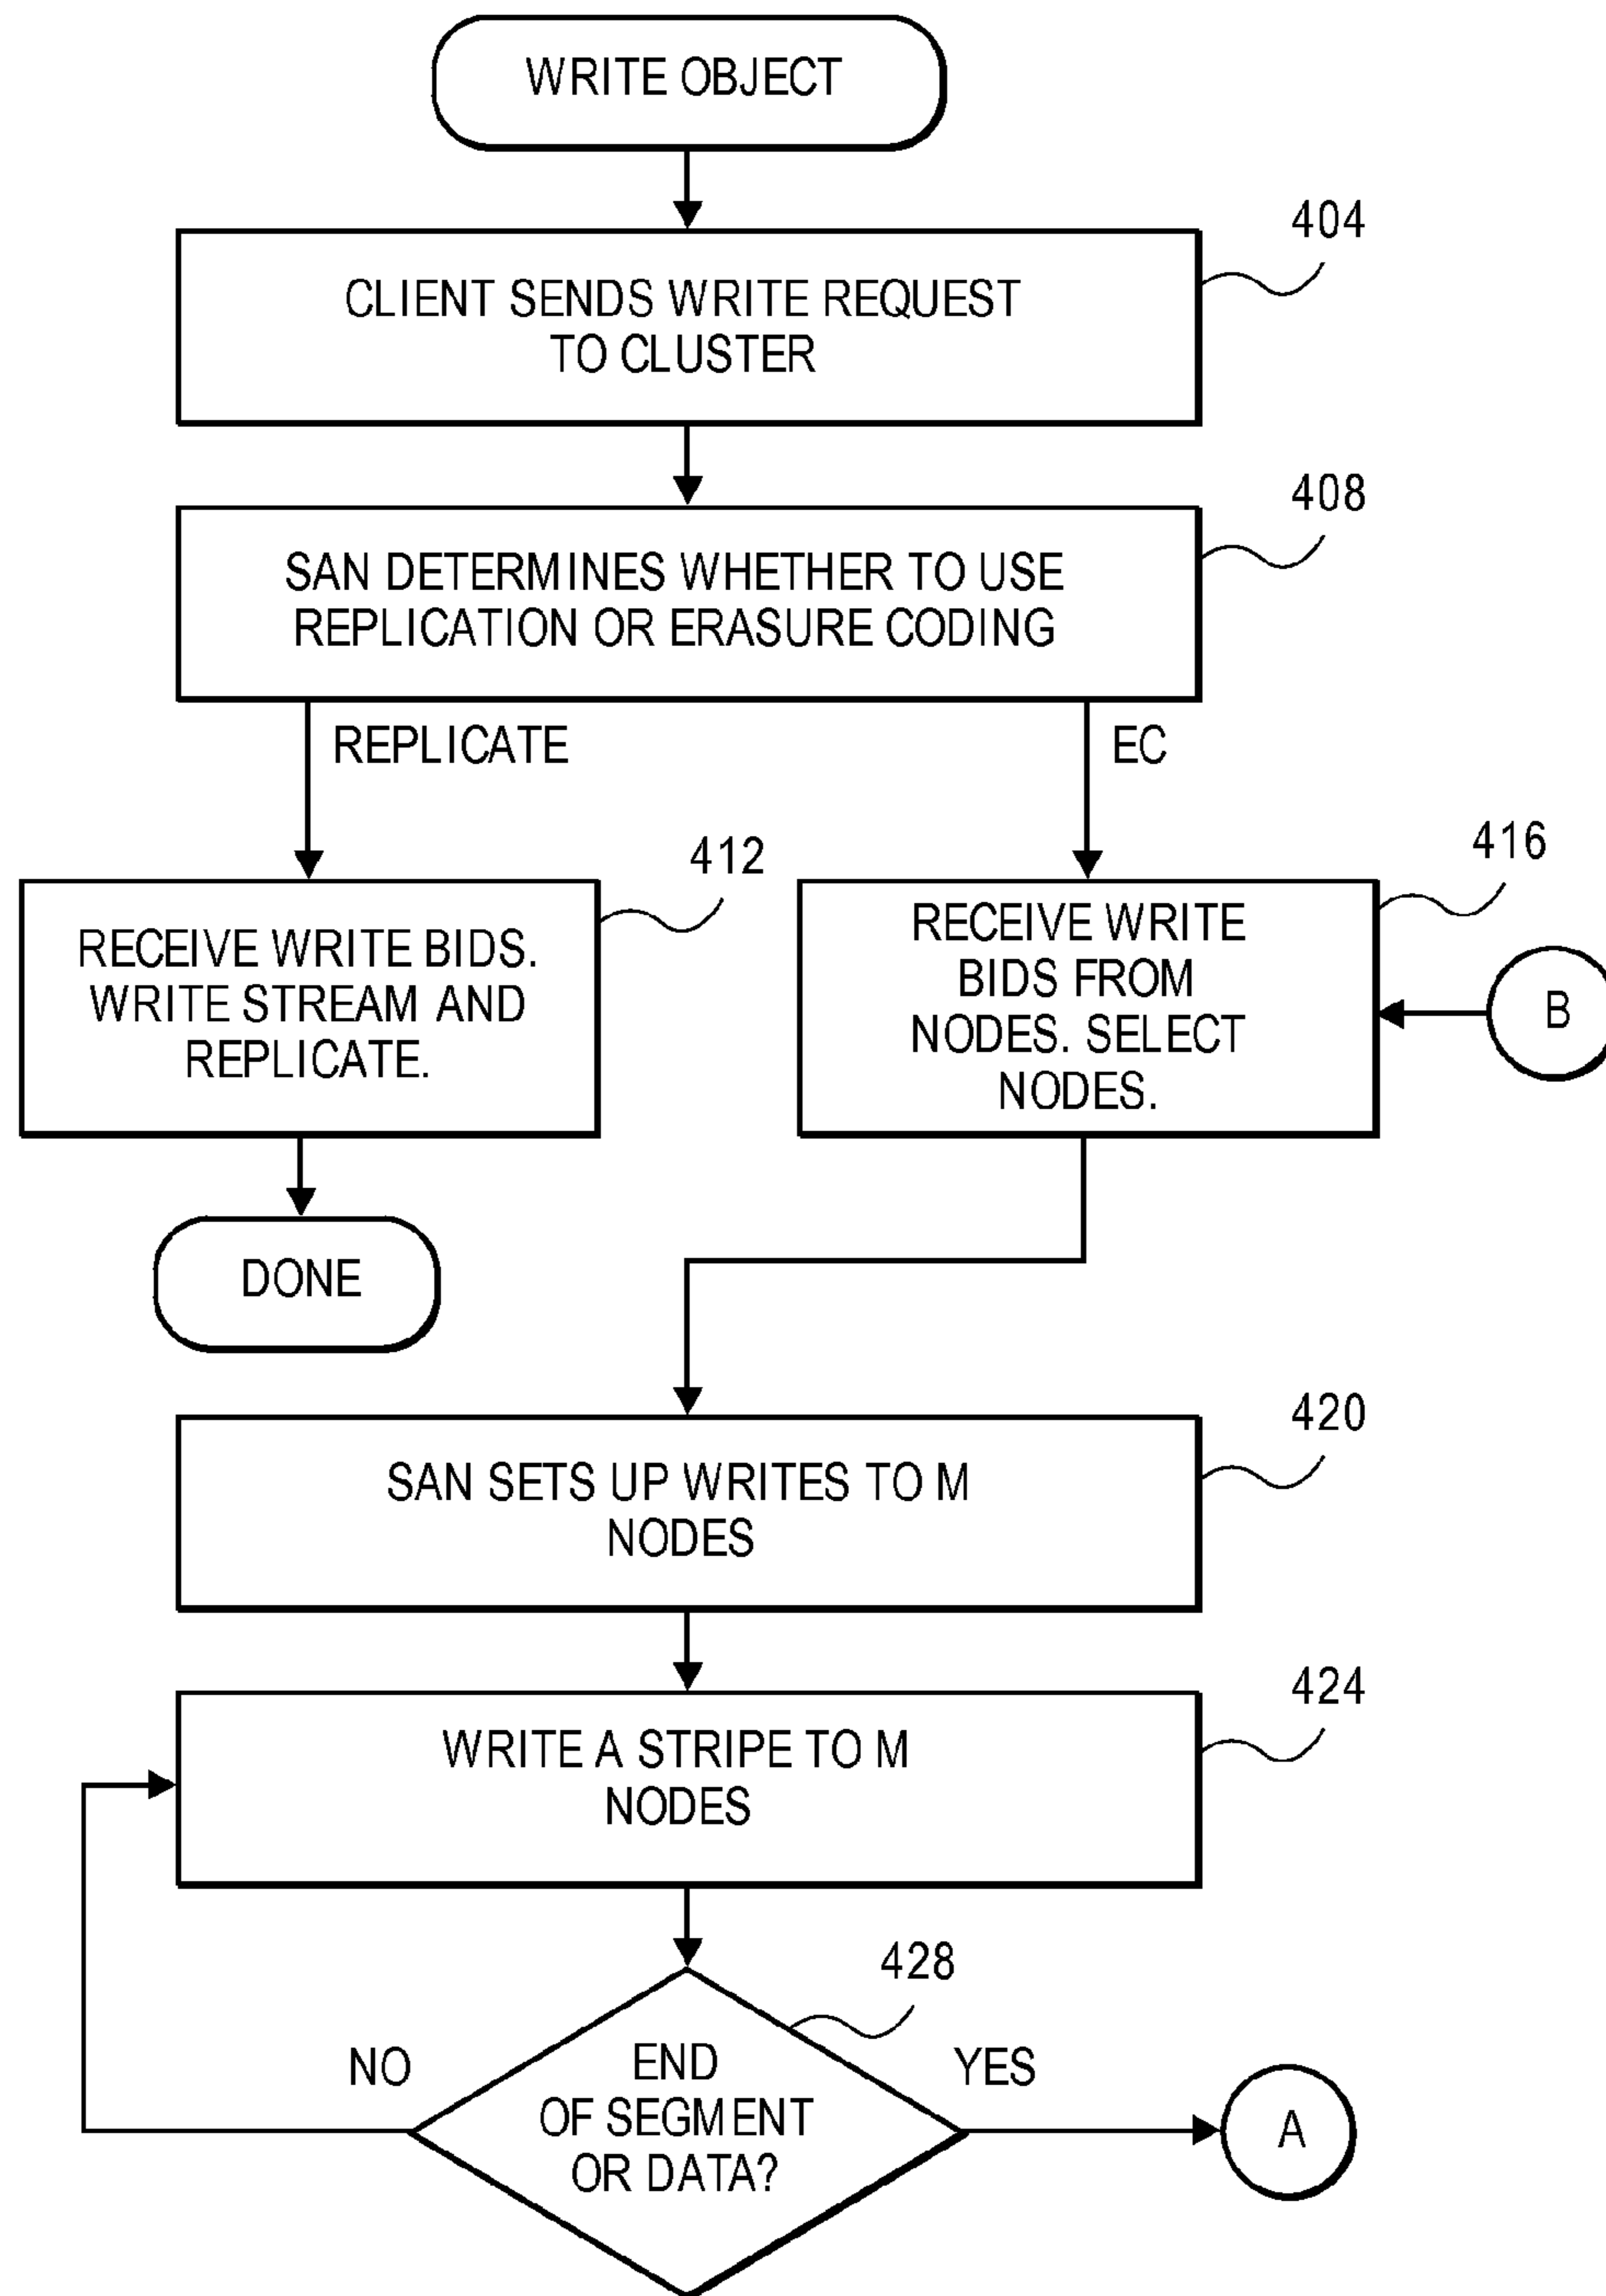 WRITE OBJECT
404
CLIENT SENDS WRITE REQUEST
TO CLUSTER
408
SAN DETERMINES WHETHER TO USE
REPLICATION OR ERASURE CODING
REPLICATE
EC
412
RECEIVE WRITE BIDS.
WRITE STREAM AND
REPLICATE.
416
RECEIVE WRITE
BIDS FROM
NODES. SELECT
NODES.
B
DONE
420
SAN SETS UP WRITES TO M
NODES
424
WRITE A STRIPE TO M
NODES
428
NO
END
OF SEGMENT
OR DATA?
YES
A